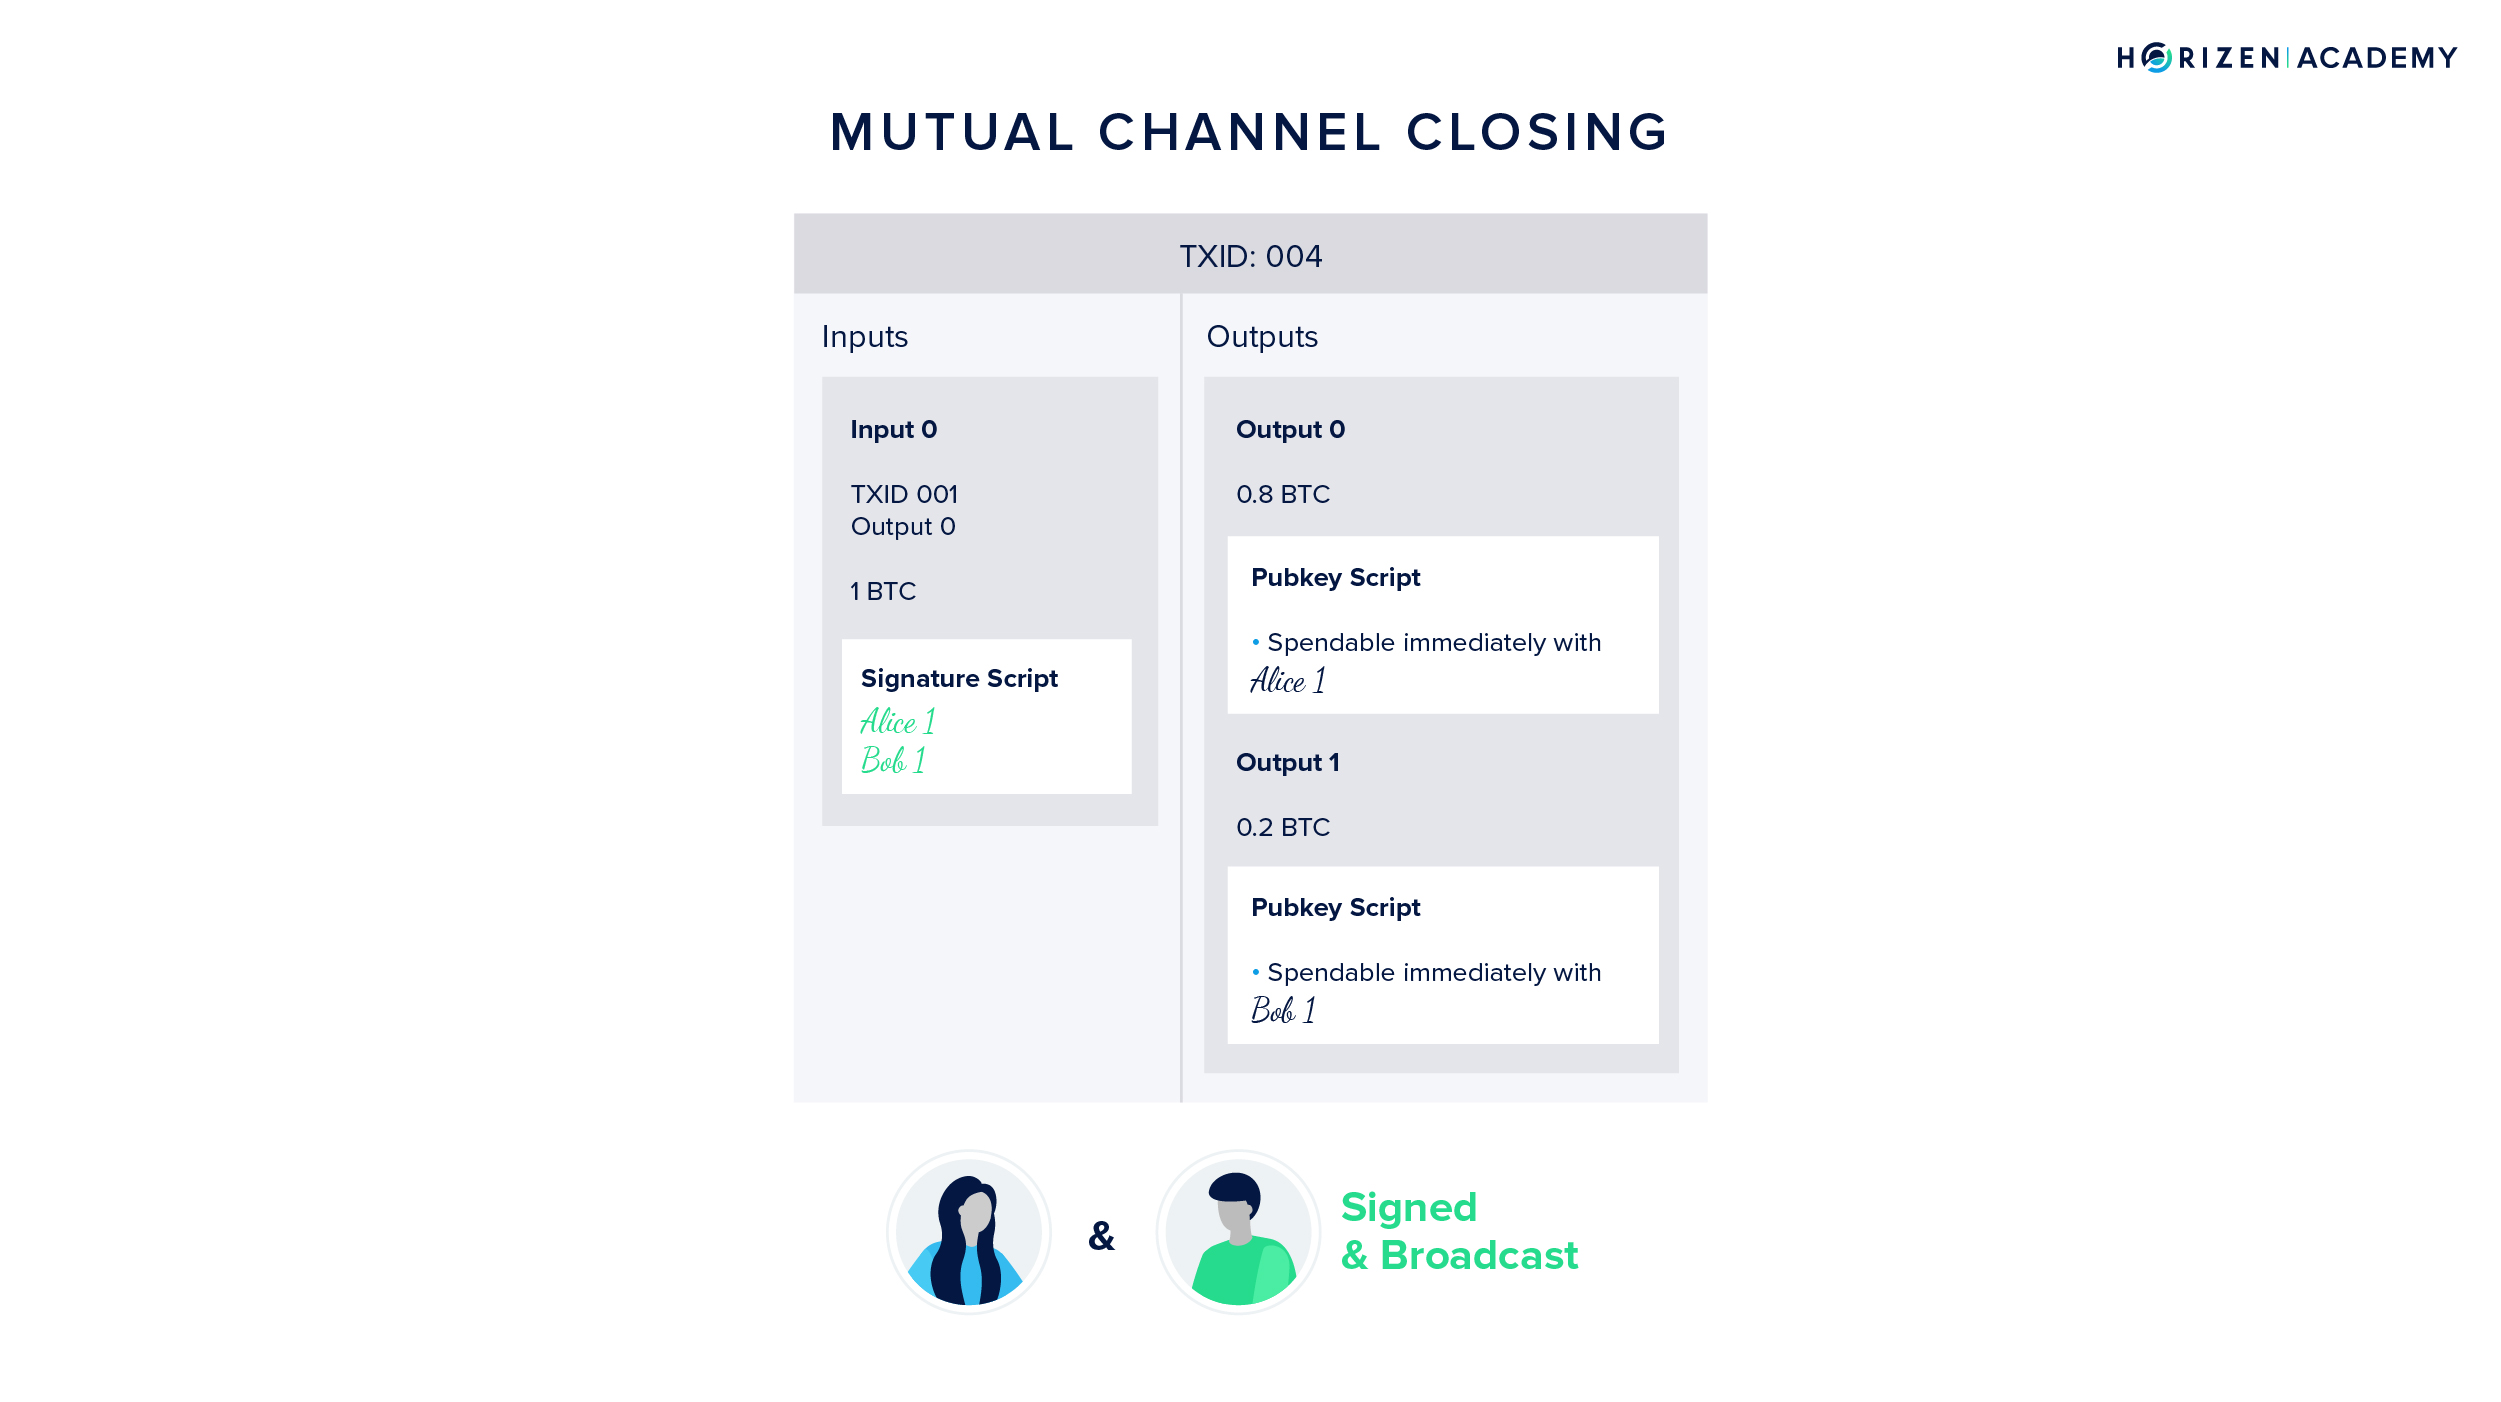 HORIZEN|ACADEMY
MUTUAL CHANNEL CLOSING
TXID: 004
Inputs
Input 0
TXID 001
Output 0
1 BTC
Signature Script
Alice 1
Bob 1
Outputs
Output 0
0.8 BTC
Pubkey Script
• Spendable immediately with
Alice 1
Output 1
0.2 BTC
Pubkey Script
• Spendable immediately with
Bob 1
&
Signed
& Broadcast